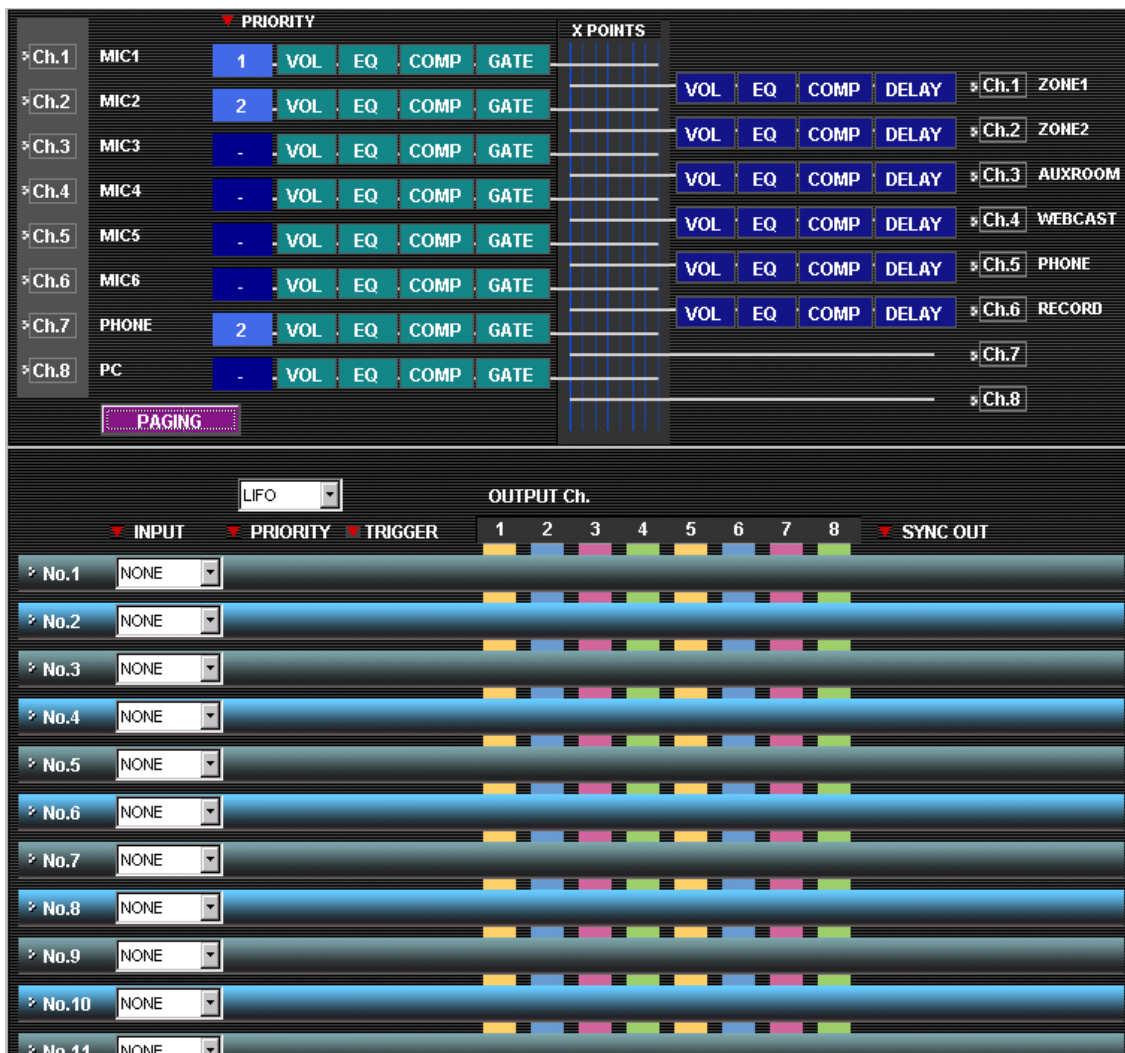 PRIORITY
X POINTS
Ch.1 MIC1 1 VOL EQ COMP GATE
VOL EQ COMP DELAY Ch.1 ZONE1
Ch.2 MIC2 2 VOL EQ COMP GATE
VOL EQ COMP DELAY Ch.2 ZONE2
Ch.3 MIC3 - VOL EQ COMP GATE
VOL EQ COMP DELAY Ch.3 AUXROOM
Ch.4 MIC4 - VOL EQ COMP GATE
VOL EQ COMP DELAY Ch.4 WEBCAST
Ch.5 MIC5 - VOL EQ COMP GATE
VOL EQ COMP DELAY Ch.5 PHONE
Ch.6 MIC6 - VOL EQ COMP GATE
VOL EQ COMP DELAY Ch.6 RECORD
Ch.7 PHONE 2 VOL EQ COMP GATE
Ch.7
Ch.8 PC - VOL EQ COMP GATE
Ch.8
PAGING
LIFO OUTPUT Ch.
INPUT PRIORITY TRIGGER 1 2 3 4 5 6 7 8 SYNC OUT
No.1 NONE
No.2 NONE
No.3 NONE
No.4 NONE
No.5 NONE
No.6 NONE
No.7 NONE
No.8 NONE
No.9 NONE
No.10 NONE
No.11 NONE